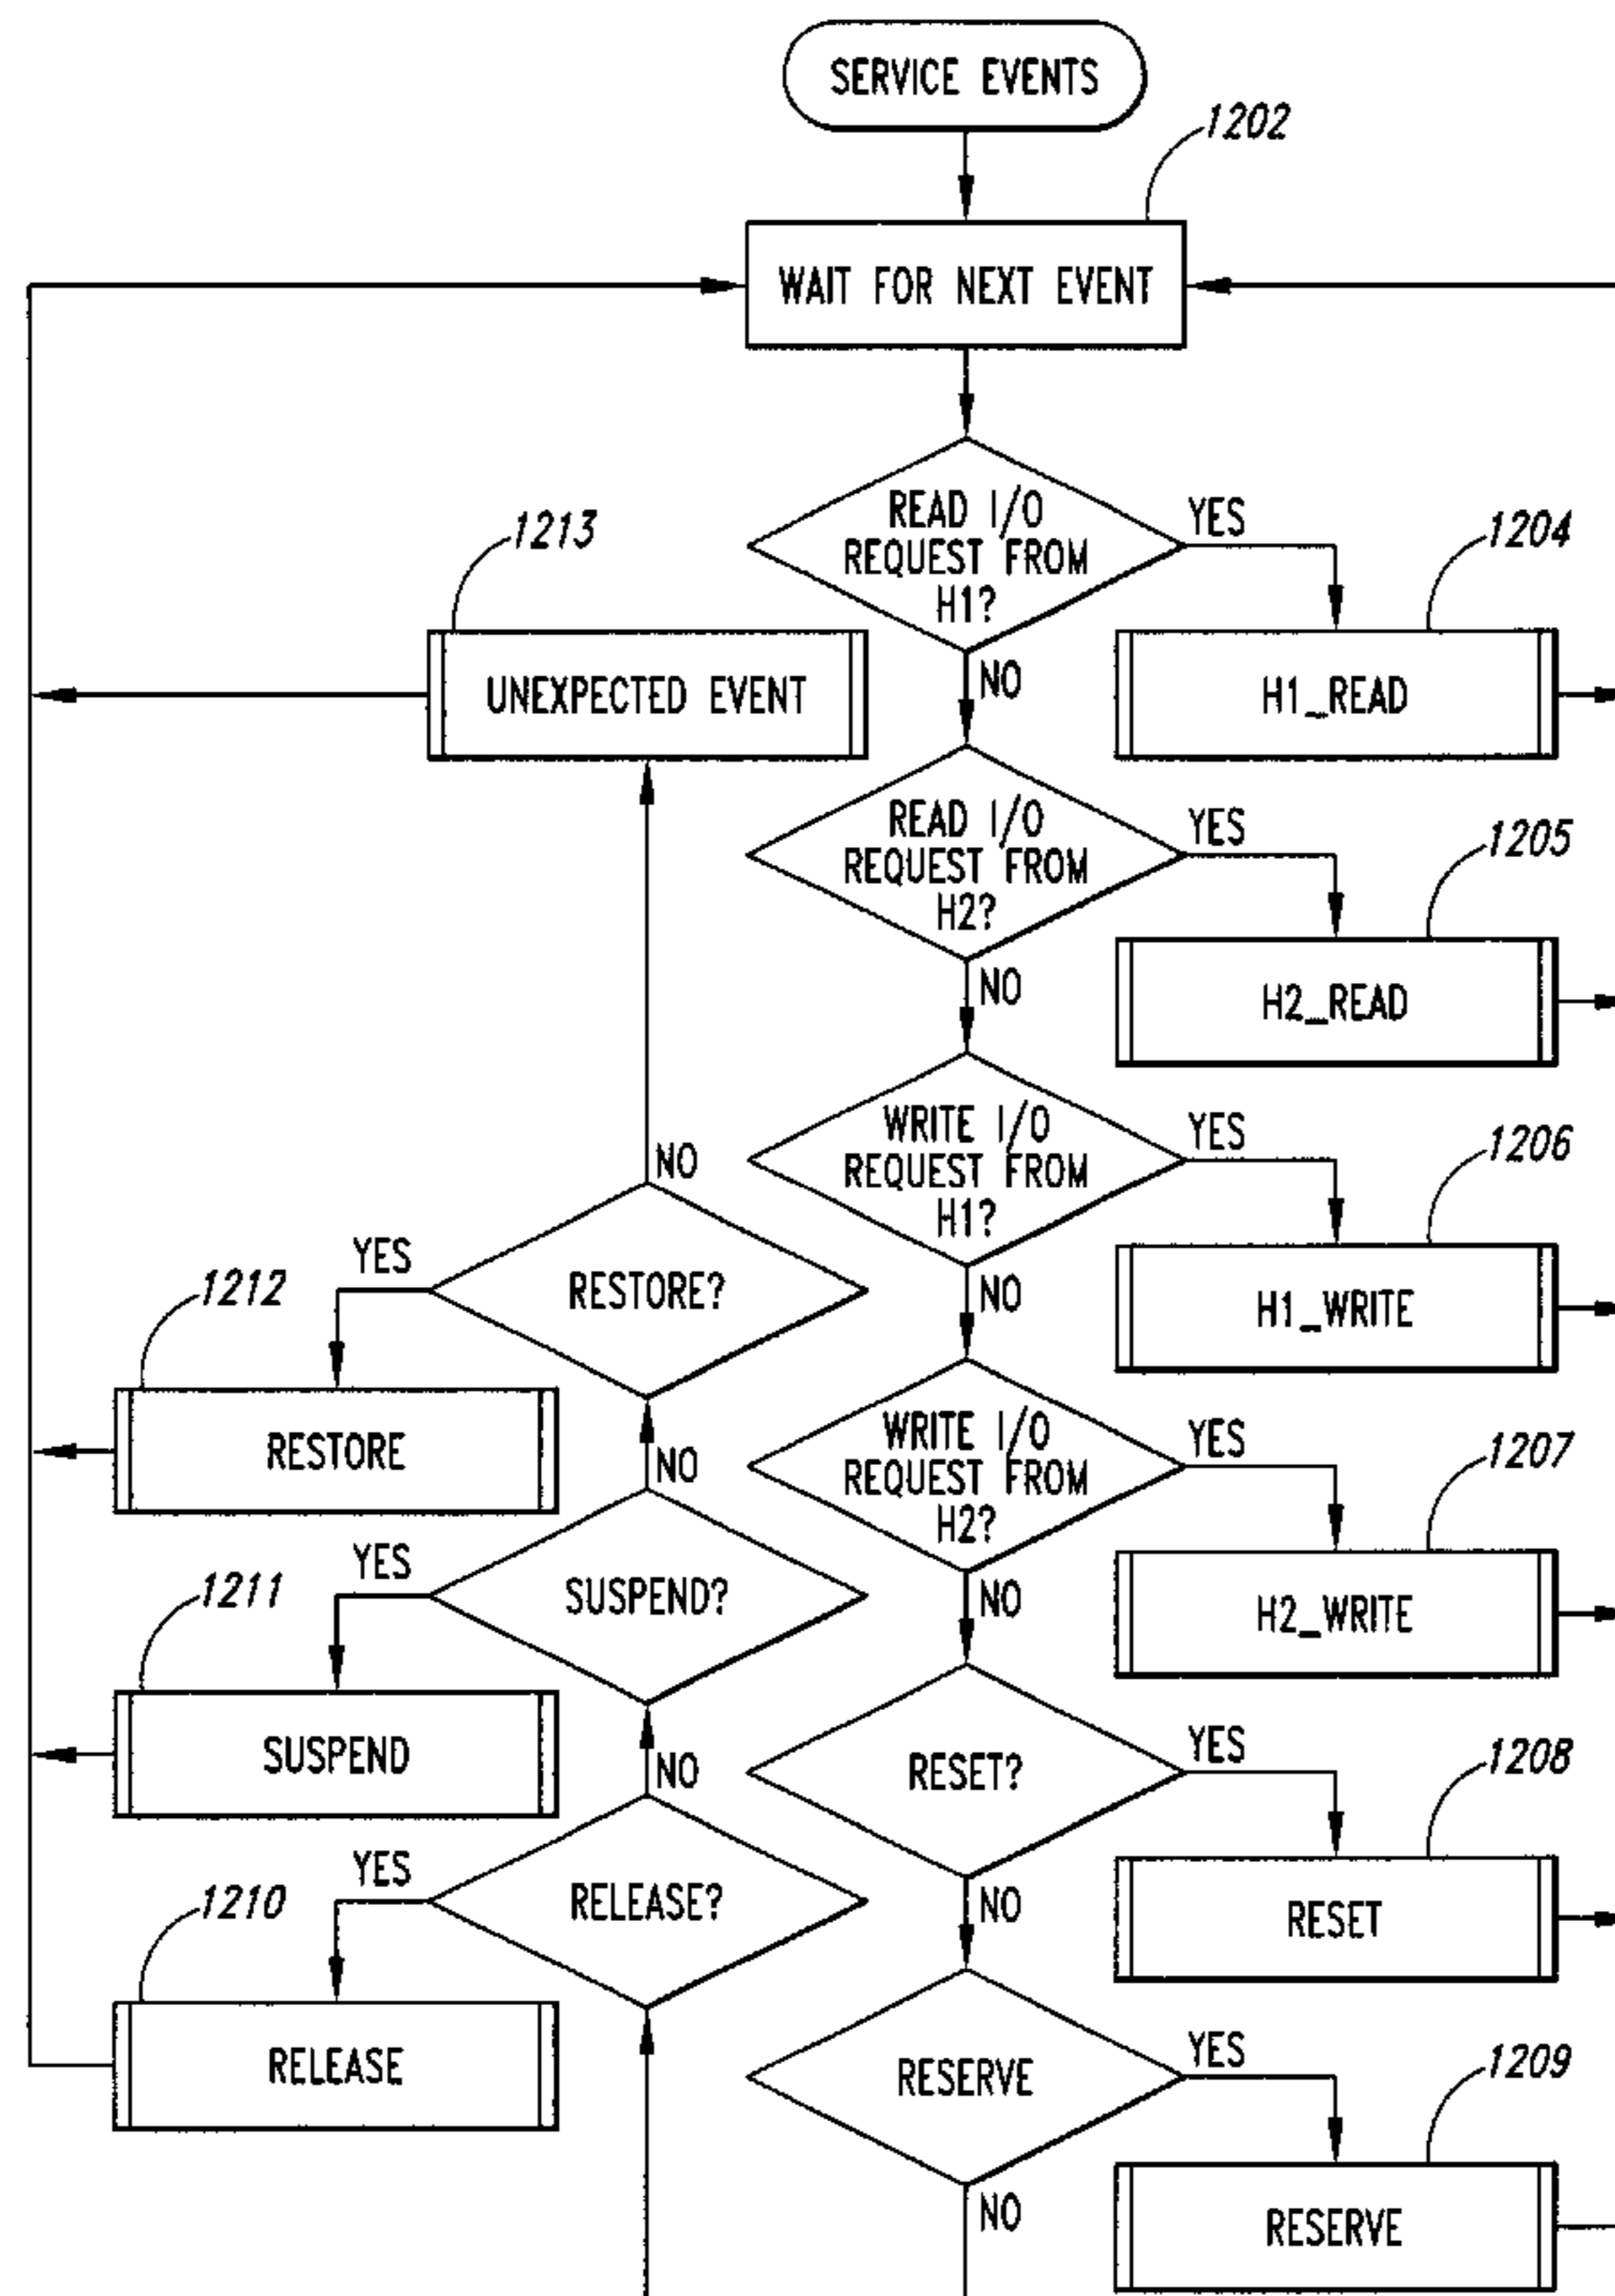 SERVICE EVENTS
1202
WAIT FOR NEXT EVENT
READ I/O
REQUEST FROM
H1?
YES
1204
H1_READ
NO
1213
UNEXPECTED EVENT
READ I/O
REQUEST FROM
H2?
YES
1205
H2_READ
NO
WRITE I/O
REQUEST FROM
H1?
YES
1206
H1_WRITE
NO
WRITE I/O
REQUEST FROM
H2?
YES
1207
H2_WRITE
NO
RESET?
YES
1208
RESET
NO
RESERVE
YES
1209
RESERVE
NO
RELEASE?
YES
1210
RELEASE
NO
SUSPEND?
YES
1211
SUSPEND
NO
RESTORE?
YES
1212
RESTORE
NO